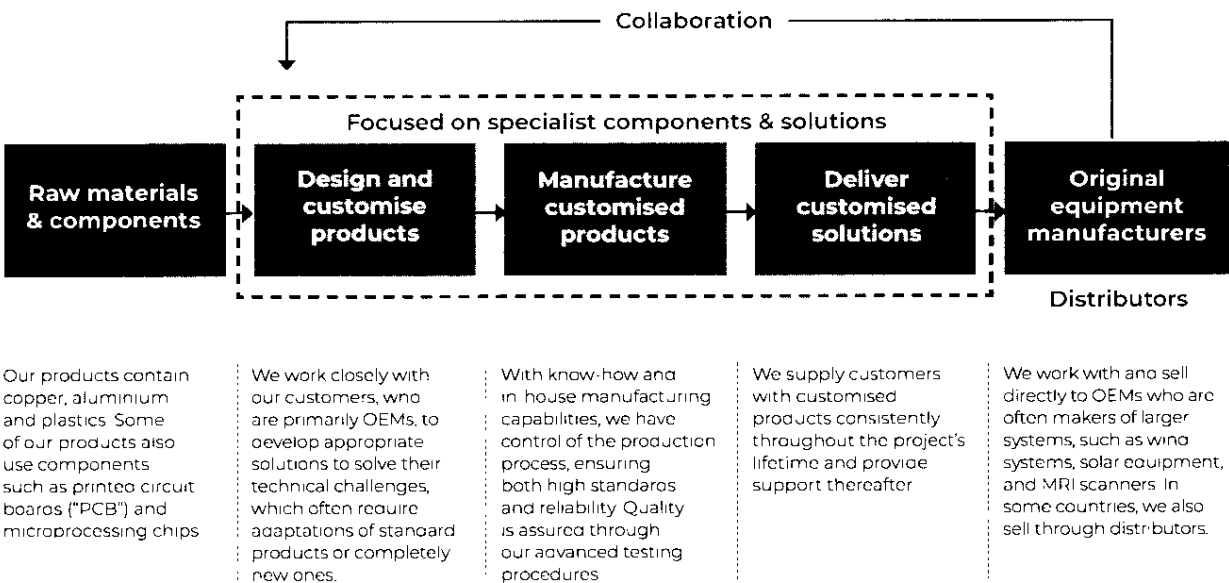 Collaboration
Focused on specialist components & solutions
Raw materials
& components
Design and
customise
products
Manufacture
customised
products
Deliver
customised
solutions
Original
equipment
manufacturers
Distributors
Our products contain
copper, aluminium
and plastics. Some
of our products also
use components
such as printed circuit
boards ("PCB") and
microprocessing chips
We work closely with
our customers, who
are primarily OEMs, to
develop appropriate
solutions to solve their
technical challenges,
which often require
adaptations of standard
products or completely
new ones.
With know-how and
in house manufacturing
capabilities, we have
control of the production
process, ensuring
both high standards
and reliability. Quality
is assured through
our advanced testing
procedures
We supply customers
with customised
products consistently
throughout the project's
lifetime and provide
support thereafter
We work with and sell
directly to OEMs who are
often makers of larger
systems, such as wind
systems, solar equipment,
and MRI scanners. In
some countries, we also
sell through distributors.